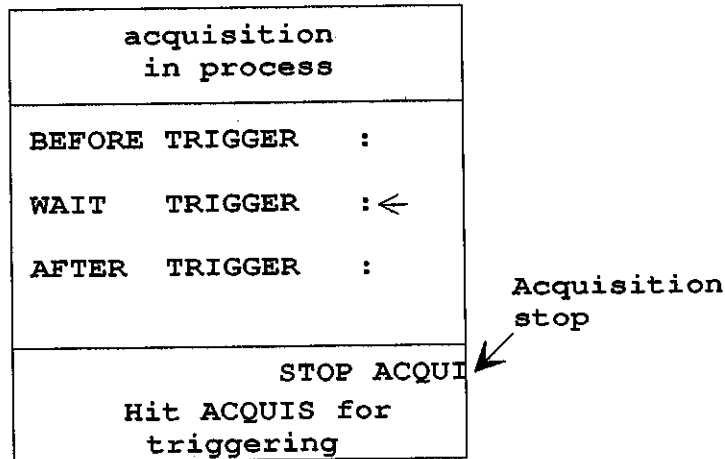 acquisition
in process
BEFORE TRIGGER :
WAIT TRIGGER :
AFTER TRIGGER :
Acquisition
stop
STOP ACQUI
Hit ACQUIS for
triggering